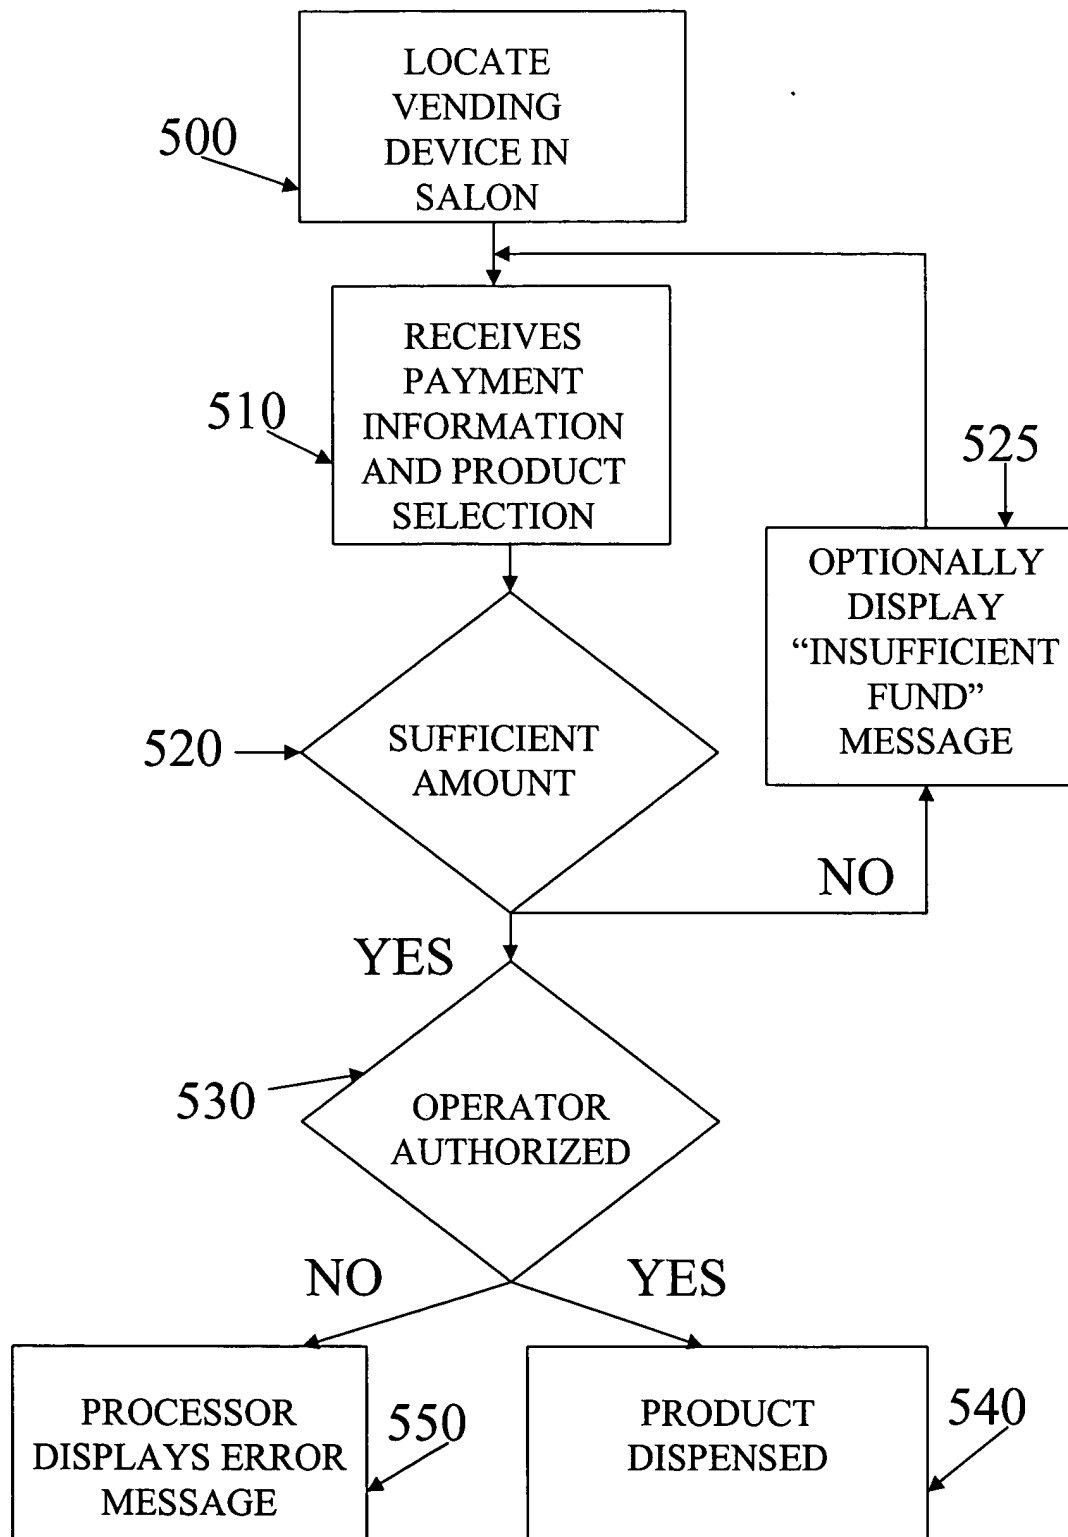 LOCATE
VENDING
DEVICE IN
SALON
500
RECEIVES
PAYMENT
INFORMATION
AND PRODUCT
SELECTION
510
525
OPTIONALLY
DISPLAY
“INSUFFICIENT
FUND”
MESSAGE
520
SUFFICIENT
AMOUNT
NO
YES
530
OPERATOR
AUTHORIZED
NO
YES
PROCESSOR
DISPLAYS ERROR
MESSAGE
550
PRODUCT
DISPENSED
540